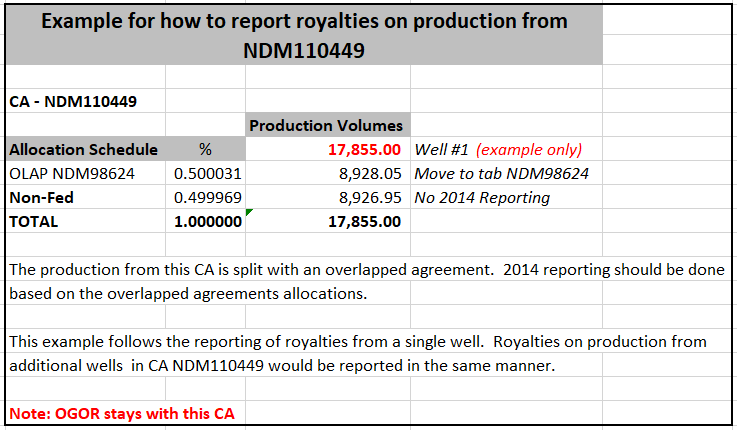 Example for how to report royalties on production from
NDM110449
CA - NDM110449
Production Volumes
Allocation Schedule % 17,855.00 Well #1 (example only)
OLAP NDM98624 0.500031 8,928.05 Move to tab NDM98624
Non-Fed 0.499969 8,926.95 No 2014 Reporting
TOTAL 1.000000 17,855.00
The production from this CA is split with an overlapped agreement.  2014 reporting should be done
based on the overlapped agreements allocations.
This example follows the reporting of royalties from a single well.  Royalties on production from
additional wells  in CA NDM110449 would be reported in the same manner.
Note: OGOR stays with this CA